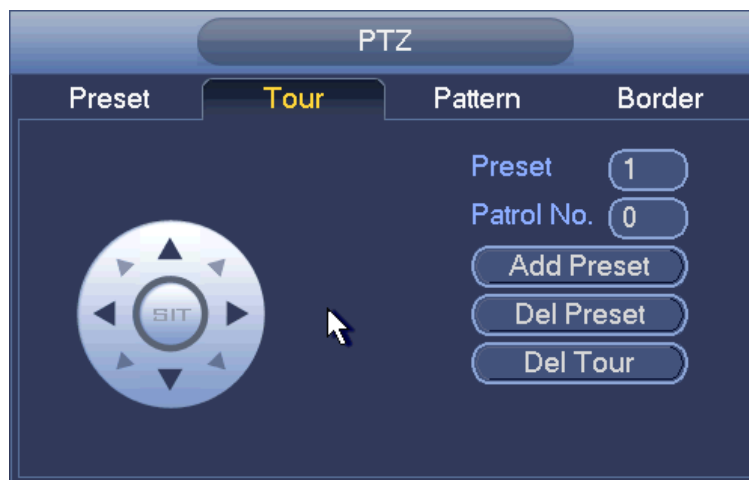 PTZ
Preset Tour Pattern Border
Preset 1
Patrol No. 0
SIT
Add Preset
Del Preset
Del Tour